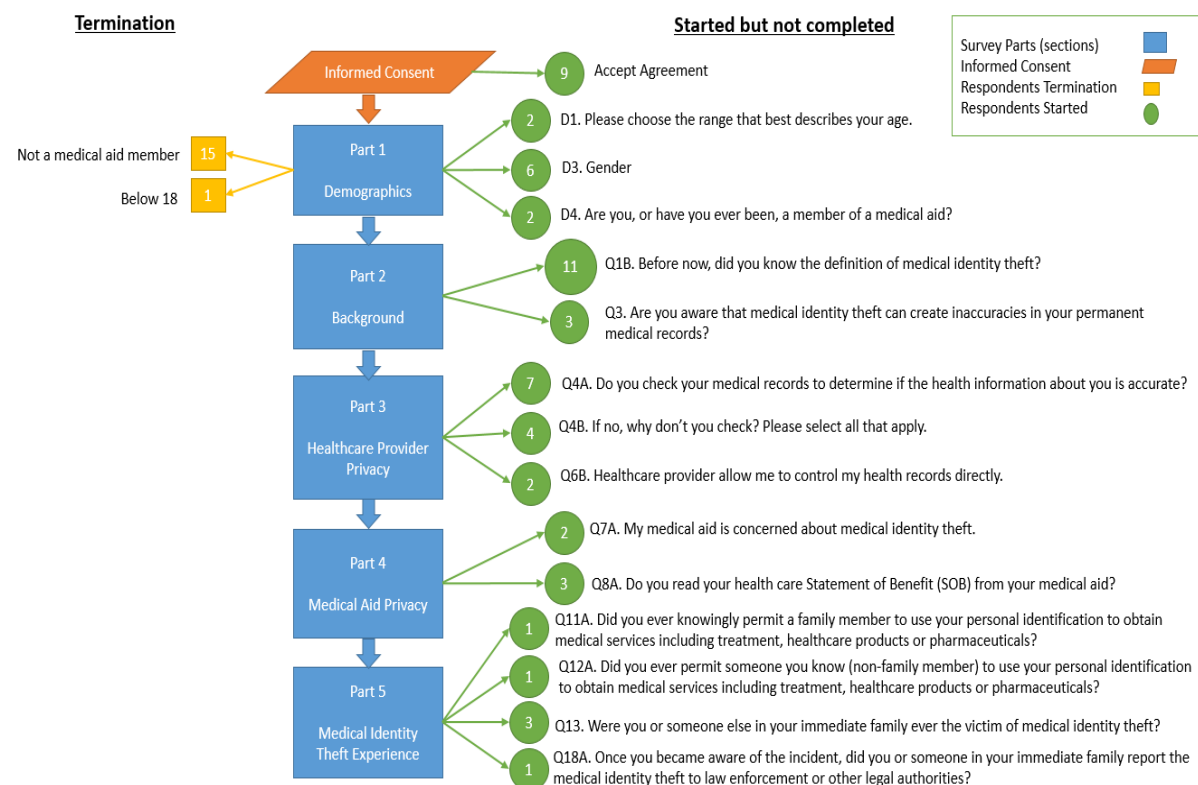 Termination
Started but not completed
Survey Parts (sections)
Informed Consent
Respondents Termination
Respondents Started
Informed Consent
9
Accept Agreement
Part 1
Demographics
Not a medical aid member
15
Below 18
1
2
D1. Please choose the range that best describes your age.
6
D3. Gender
2
D4. Are you, or have you ever been, a member of a medical aid?
Part 2
Background
11
Q1B. Before now, did you know the definition of medical identity theft?
3
Q3. Are you aware that medical identity theft can create inaccuracies in your permanent
medical records?
Part 3
Healthcare Provider
Privacy
7
Q4A. Do you check your medical records to determine if the health information about you is accurate?
4
Q4B. If no, why don’t you check? Please select all that apply.
2
Q6B. Healthcare provider allow me to control my health records directly.
Part 4
Medical Aid Privacy
2
Q7A. My medical aid is concerned about medical identity theft.
3
Q8A. Do you read your health care Statement of Benefit (SOB) from your medical aid?
Part 5
Medical Identity
Theft Experience
1
Q11A. Did you ever knowingly permit a family member to use your personal identification to obtain
medical services including treatment, healthcare products or pharmaceuticals?
1
Q12A. Did you ever permit someone you know (non-family member) to use your personal identification
to obtain medical services including treatment, healthcare products or pharmaceuticals?
3
Q13. Were you or someone else in your immediate family ever the victim of medical identity theft?
1
Q18A. Once you became aware of the incident, did you or someone in your immediate family report the
medical identity theft to law enforcement or other legal authorities?